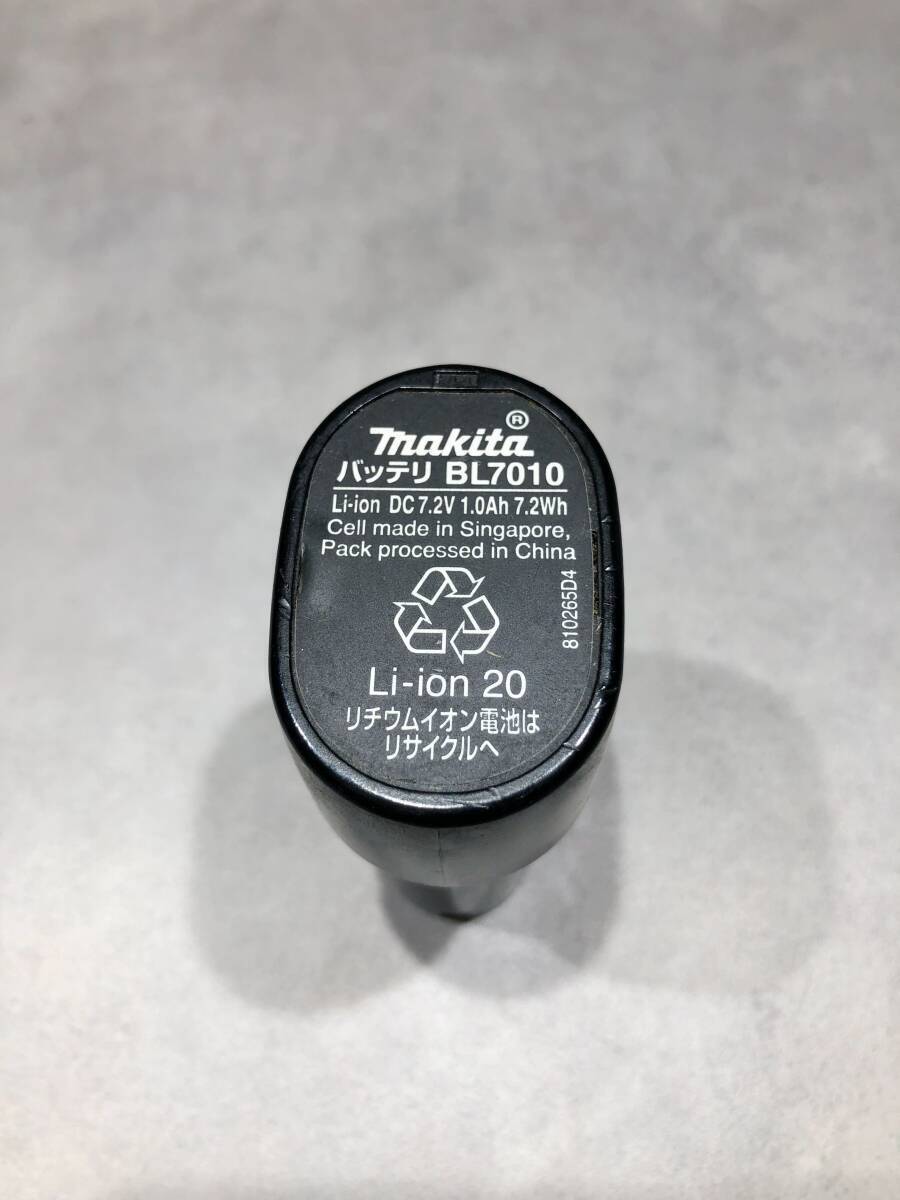 makita®
バッテリ BL7010
Li-ion DC 7.2V 1.0Ah 7.2Wh
Cell made in Singapore,
Pack processed in China
810265D4
Li-ion 20
リチウムイオン電池は
リサイクルへ